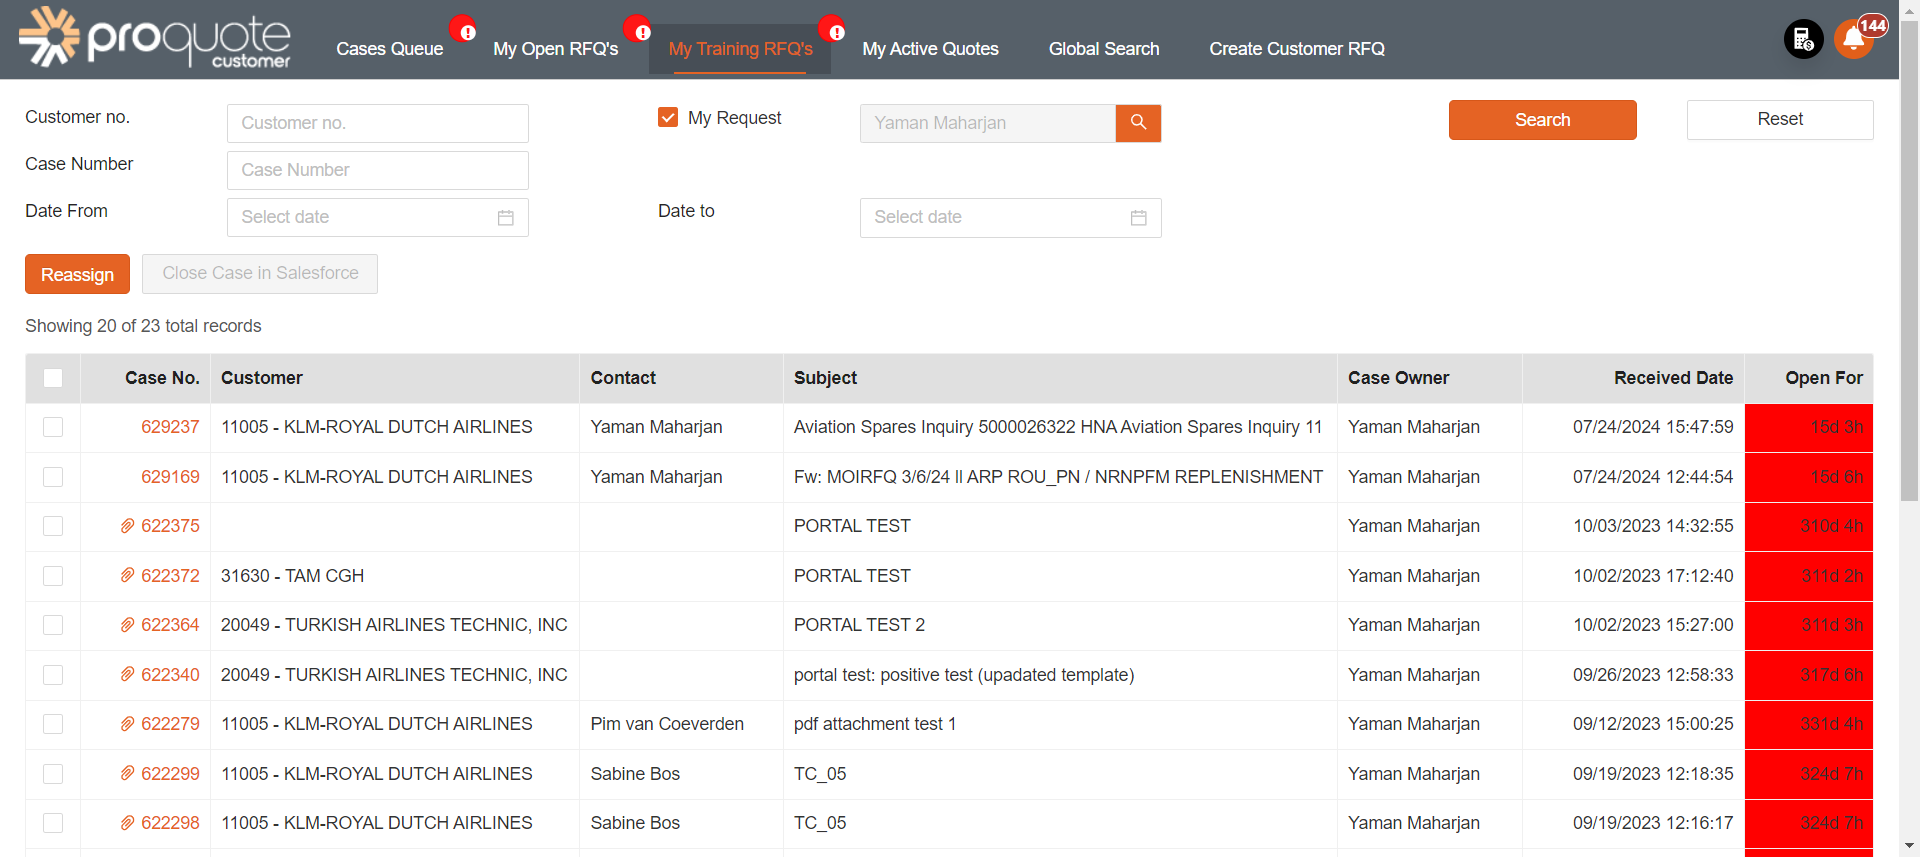 proquote customer
Cases Queue My Open RFQ's My Training RFQ's My Active Quotes Global Search Create Customer RFQ 144
Customer no. Customer no. My Request Yaman Maharjan Search Reset
Case Number Case Number
Date From Select date Date to Select date
Reassign Close Case in Salesforce
Showing 20 of 23 total records
Case No. Customer Contact Subject Case Owner Received Date Open For
629237 11005 - KLM-ROYAL DUTCH AIRLINES Yaman Maharjan Aviation Spares Inquiry 5000026322 HNA Aviation Spares Inquiry 11 Yaman Maharjan 07/24/2024 15:47:59 15d 3h
629169 11005 - KLM-ROYAL DUTCH AIRLINES Yaman Maharjan Fw: MOIRFQ 3/6/24 ll ARP ROU_PN / NRNPFM REPLENISHMENT Yaman Maharjan 07/24/2024 12:44:54 15d 6h
622375 PORTAL TEST Yaman Maharjan 10/03/2023 14:32:55 310d 4h
622372 31630 - TAM CGH PORTAL TEST Yaman Maharjan 10/02/2023 17:12:40 311d 2h
622364 20049 - TURKISH AIRLINES TECHNIC, INC PORTAL TEST 2 Yaman Maharjan 10/02/2023 15:27:00 311d 3h
622340 20049 - TURKISH AIRLINES TECHNIC, INC portal test: positive test (upadated template) Yaman Maharjan 09/26/2023 12:58:33 317d 6h
622279 11005 - KLM-ROYAL DUTCH AIRLINES Pim van Coeverden pdf attachment test 1 Yaman Maharjan 09/12/2023 15:00:25 331d 4h
622299 11005 - KLM-ROYAL DUTCH AIRLINES Sabine Bos TC_05 Yaman Maharjan 09/19/2023 12:18:35 324d 7h
622298 11005 - KLM-ROYAL DUTCH AIRLINES Sabine Bos TC_05 Yaman Maharjan 09/19/2023 12:16:17 324d 7h